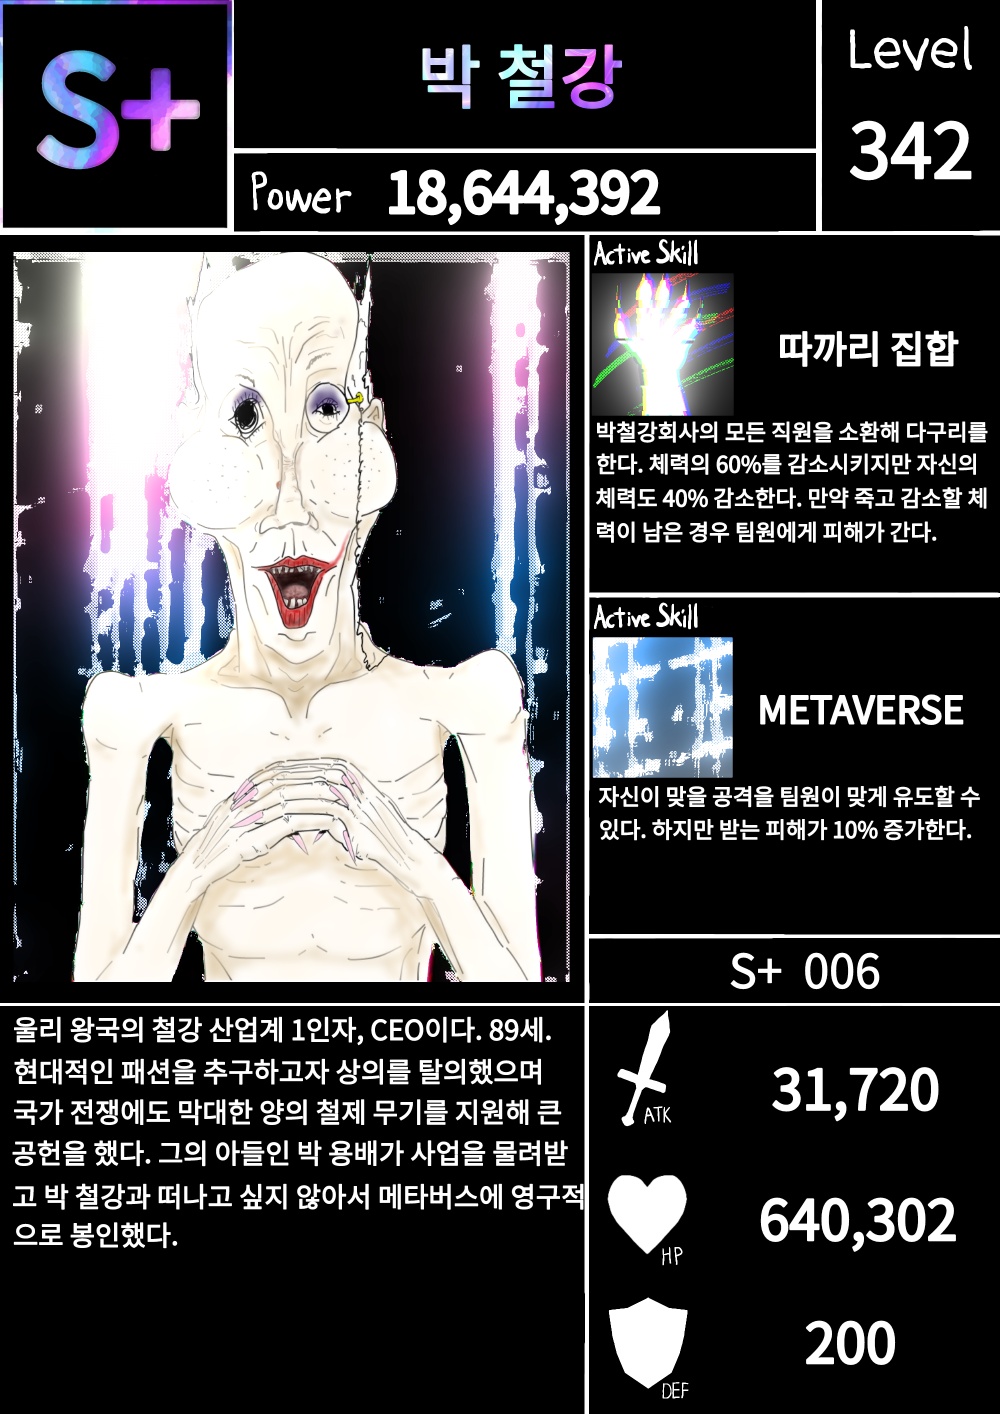 S+
박 철강
Power 18,644,392
Level
342
Active Skill
따까리 집합
박철강회사의 모든 직원을 소환해 다구리를
한다. 체력의 60%를 감소시키지만 자신의
체력도 40% 감소한다. 만약 죽고 감소할 체
력이 남은 경우 팀원에게 피해가 간다.
Active Skill
METAVERSE
자신이 맞을 공격을 팀원이 맞게 유도할 수
있다. 하지만 받는 피해가 10% 증가한다.
S+ 006
울리 왕국의 철강 산업계 1인자, CEO이다. 89세.
현대적인 패션을 추구하고자 상의를 탈의했으며
국가 전쟁에도 막대한 양의 철제 무기를 지원해 큰
공헌을 했다. 그의 아들인 박 용배가 사업을 물려받
고 박 철강과 떠나고 싶지 않아서 메타버스에 영구적
으로 봉인했다.
ATK 31,720
HP 640,302
DEF 200